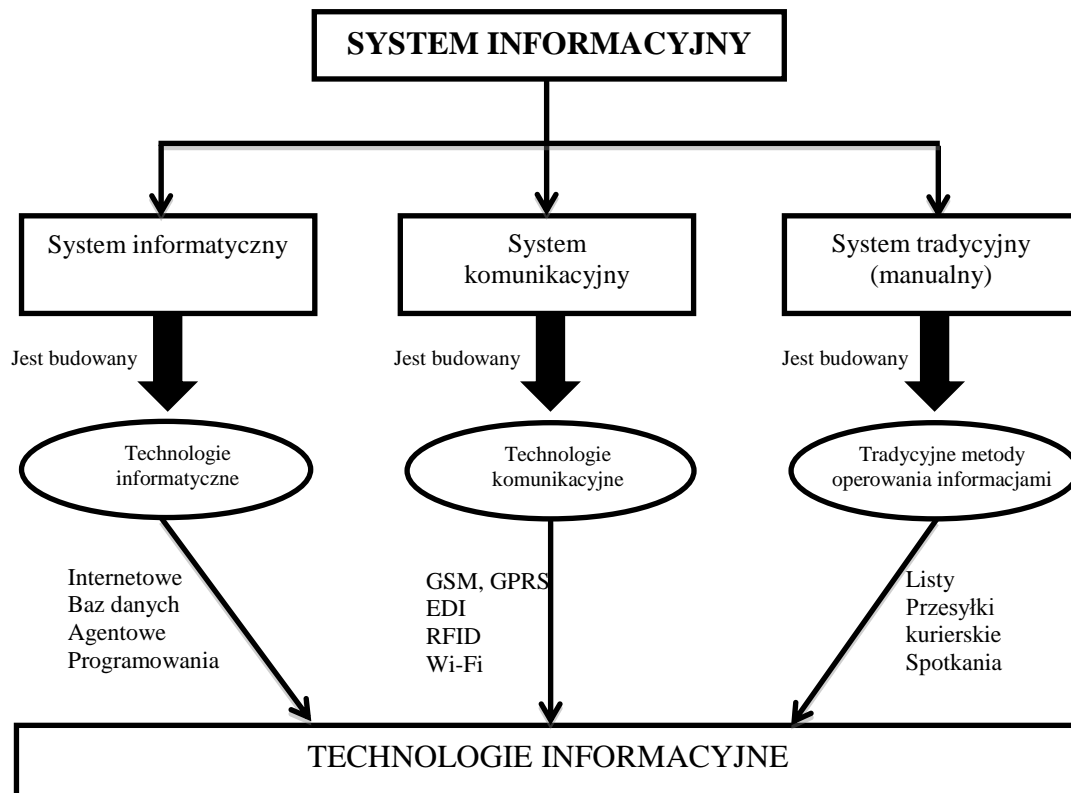 SYSTEM INFORMACYJNY
System informatyczny
System
komunikacyjny
System tradycyjny
(manualny)
Jest budowany
Jest budowany
Jest budowany
Technologie
informatyczne
Technologie
komunikacyjne
Tradycyjne metody
operowania informacjami
Internetowe
Baz danych
Agentowe
Programowania
GSM, GPRS
EDI
RFID
Wi-Fi
Listy
Przesyłki
kurierskie
Spotkania
TECHNOLOGIE INFORMACYJNE